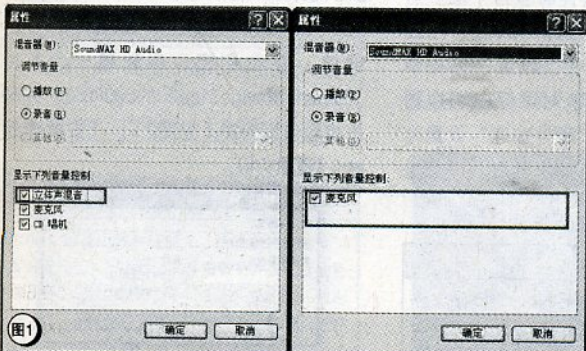 属性
混音器(M): SoundMAX HD Audio
调节音量
播放(P)
录音(R)
其他(O)
显示下列音量控制:
立体声混音
麦克风
CD 唱机
图1
确定 取消
属性
混音器(M): SoundMAX HD Audio
调节音量
播放(P)
录音(R)
其他(O)
显示下列音量控制:
麦克风
确定 取消